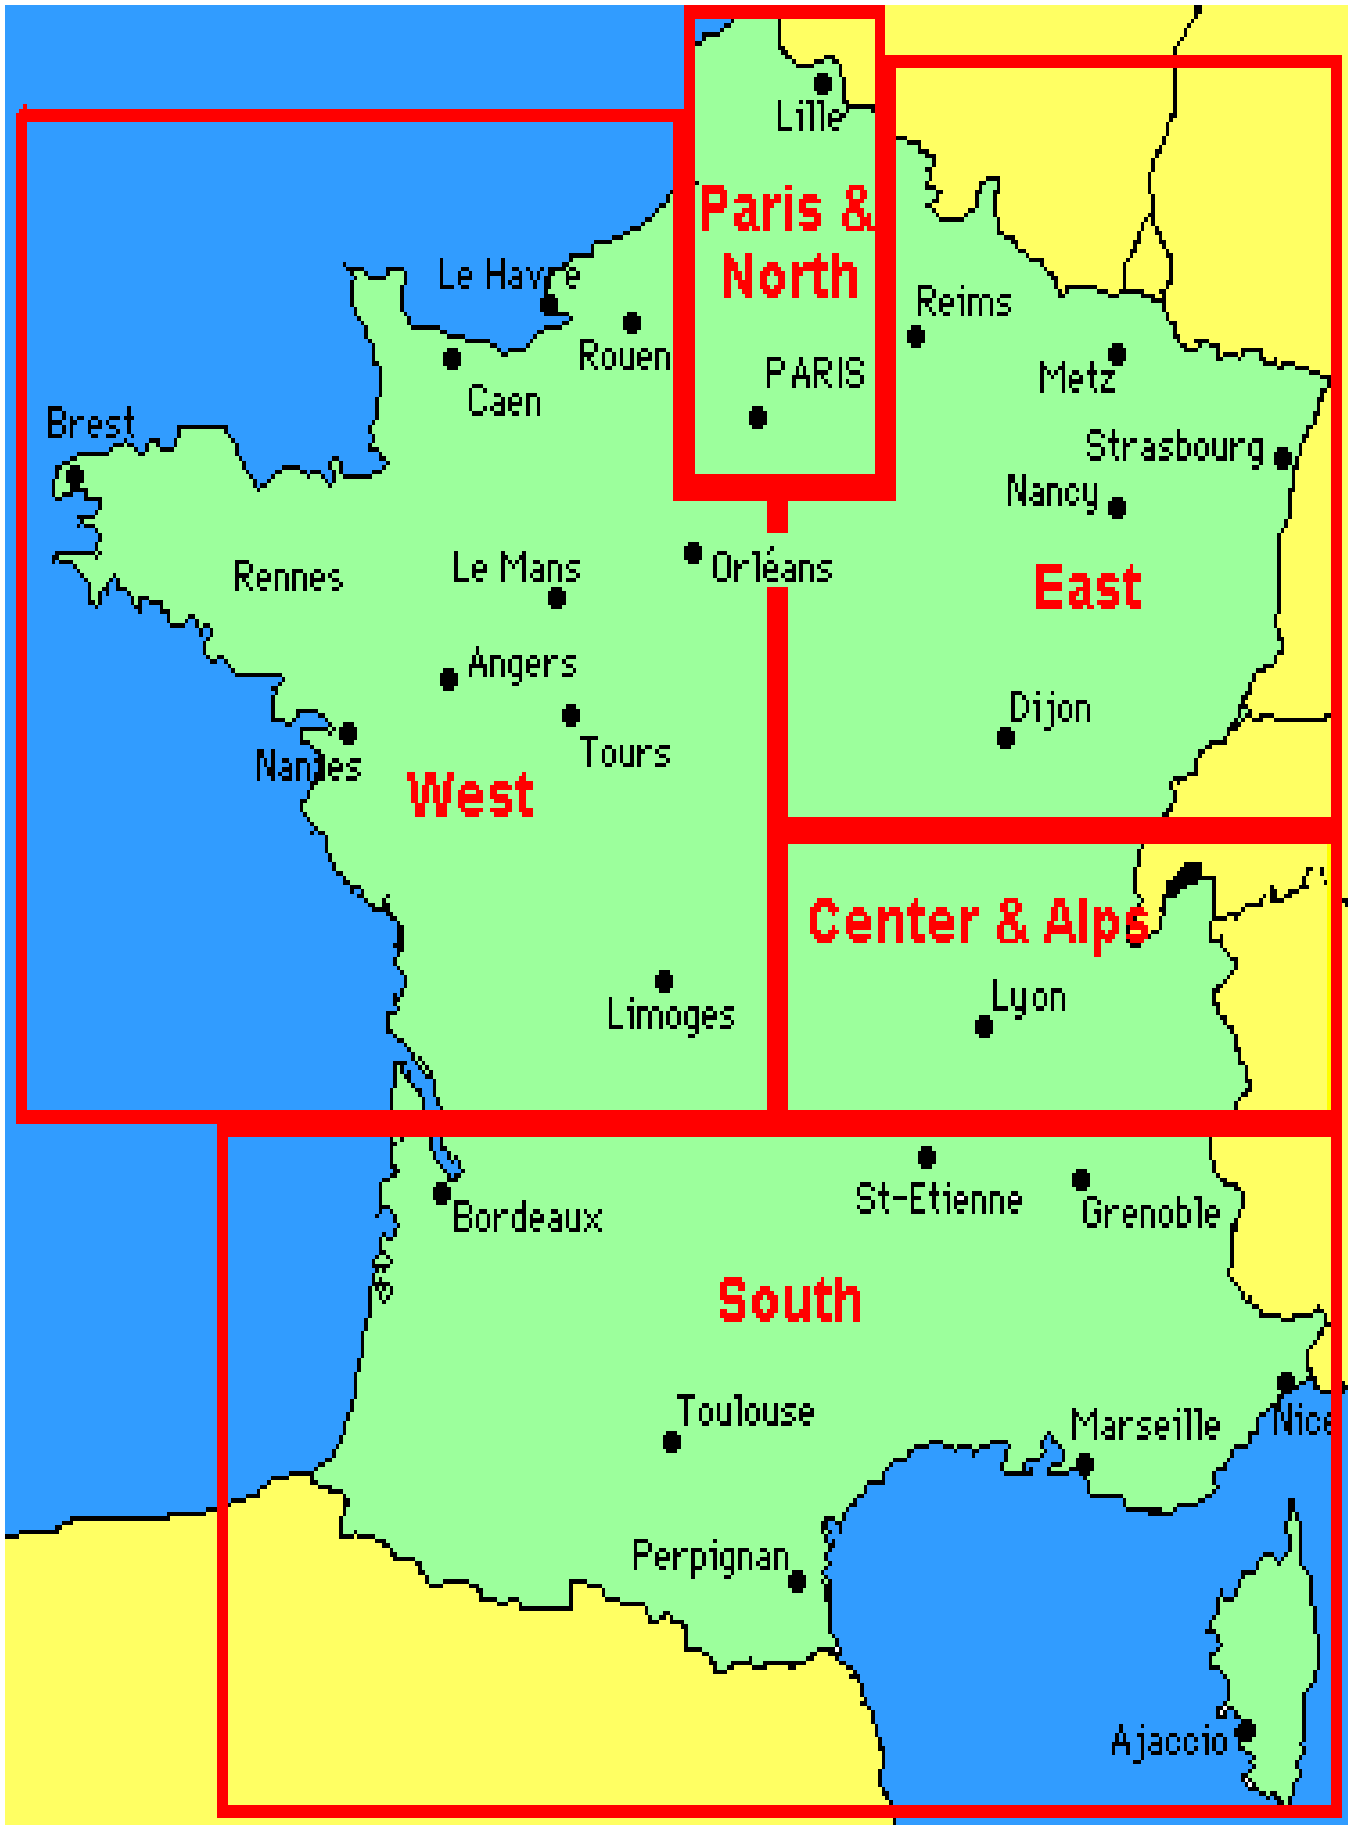 Lille
Paris &
North
Le Havre
Reims
Rouen
PARIS
Metz
Caen
Brest
Strasbourg
Nancy
Le Mans
Orléans
Rennes
East
Angers
Dijon
Tours
Nantes
West
Center & Alps
Lyon
Limoges
St-Etienne
Grenoble
Bordeaux
South
Toulouse
Marseille
Nice
Perpignan
Ajaccio